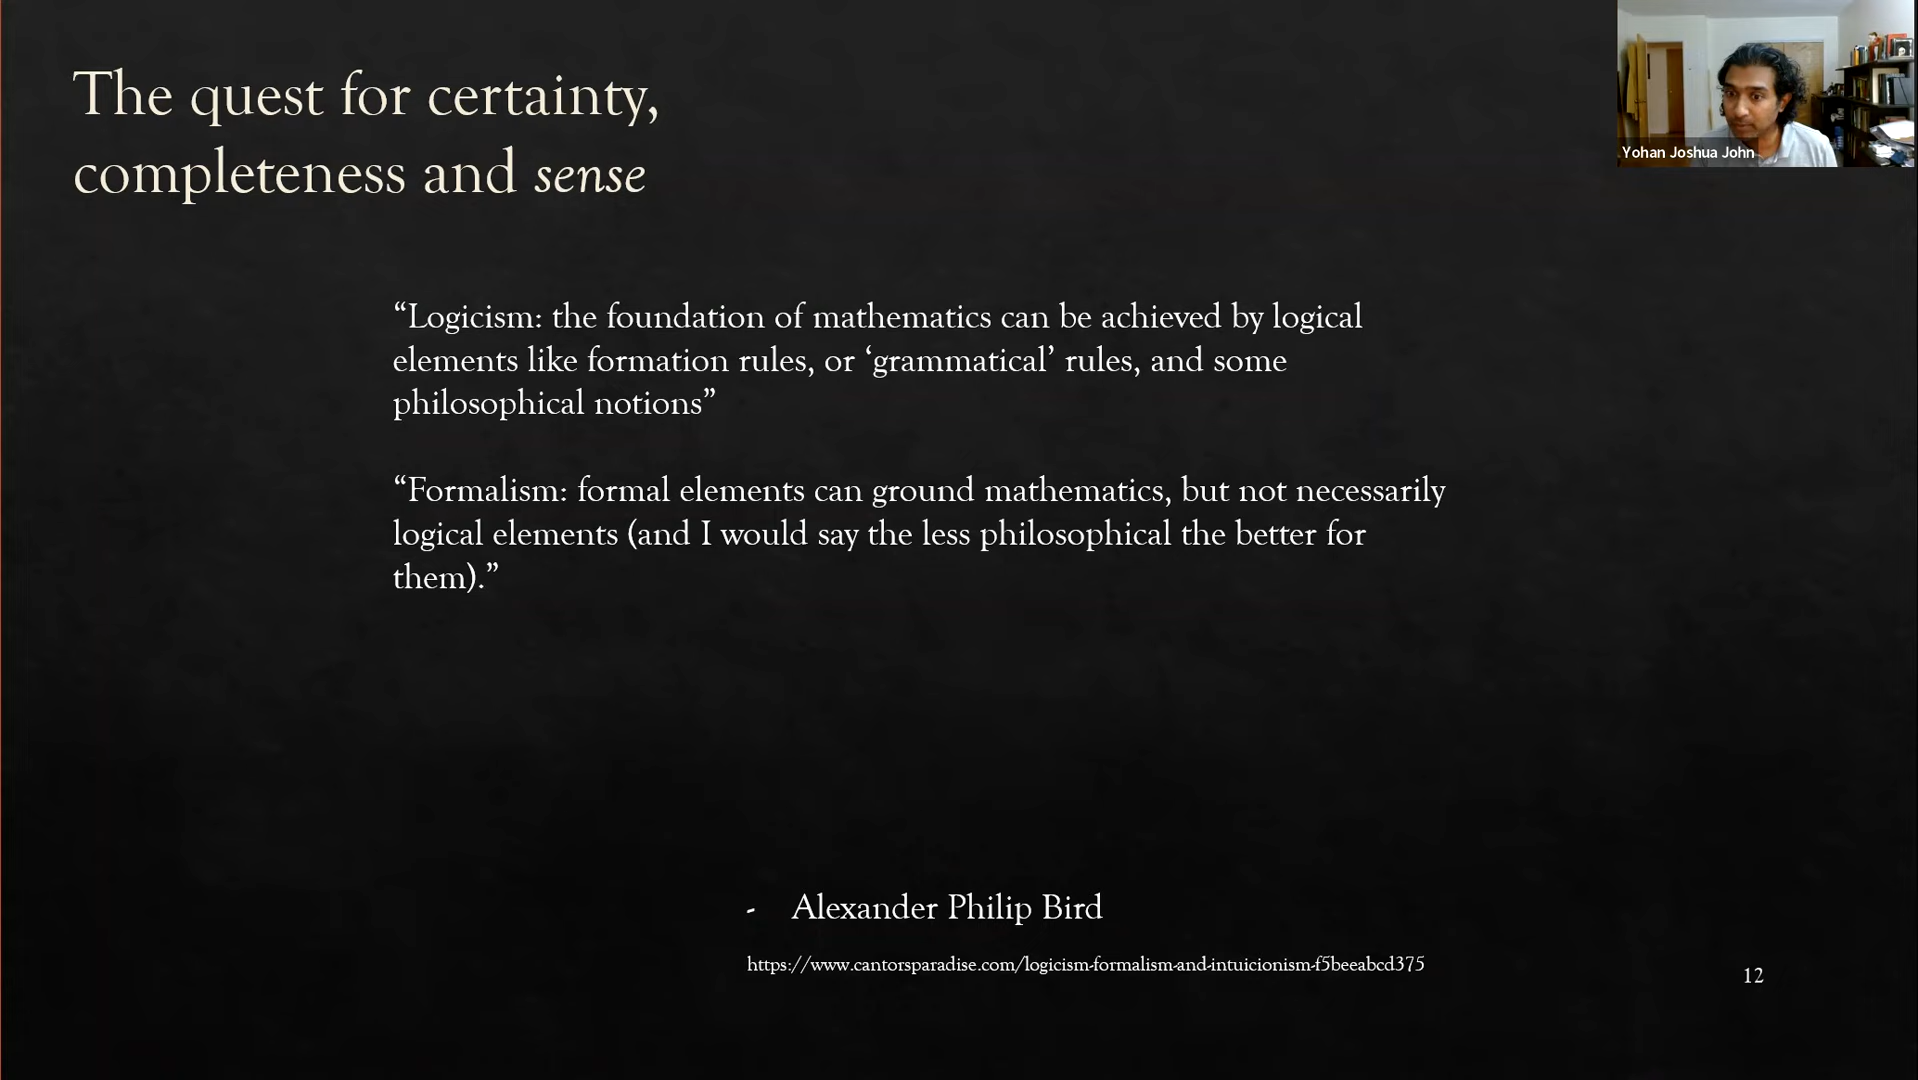 The quest for certainty,
completeness and sense
Yohan Joshua John
“Logicism: the foundation of mathematics can be achieved by logical
elements like formation rules, or ‘grammatical’ rules, and some
philosophical notions”
“Formalism: formal elements can ground mathematics, but not necessarily
logical elements (and I would say the less philosophical the better for
them).”
- Alexander Philip Bird
https://www.cantorsparadise.com/logicism-formalism-and-intuicionism-f5beeabcd375
12